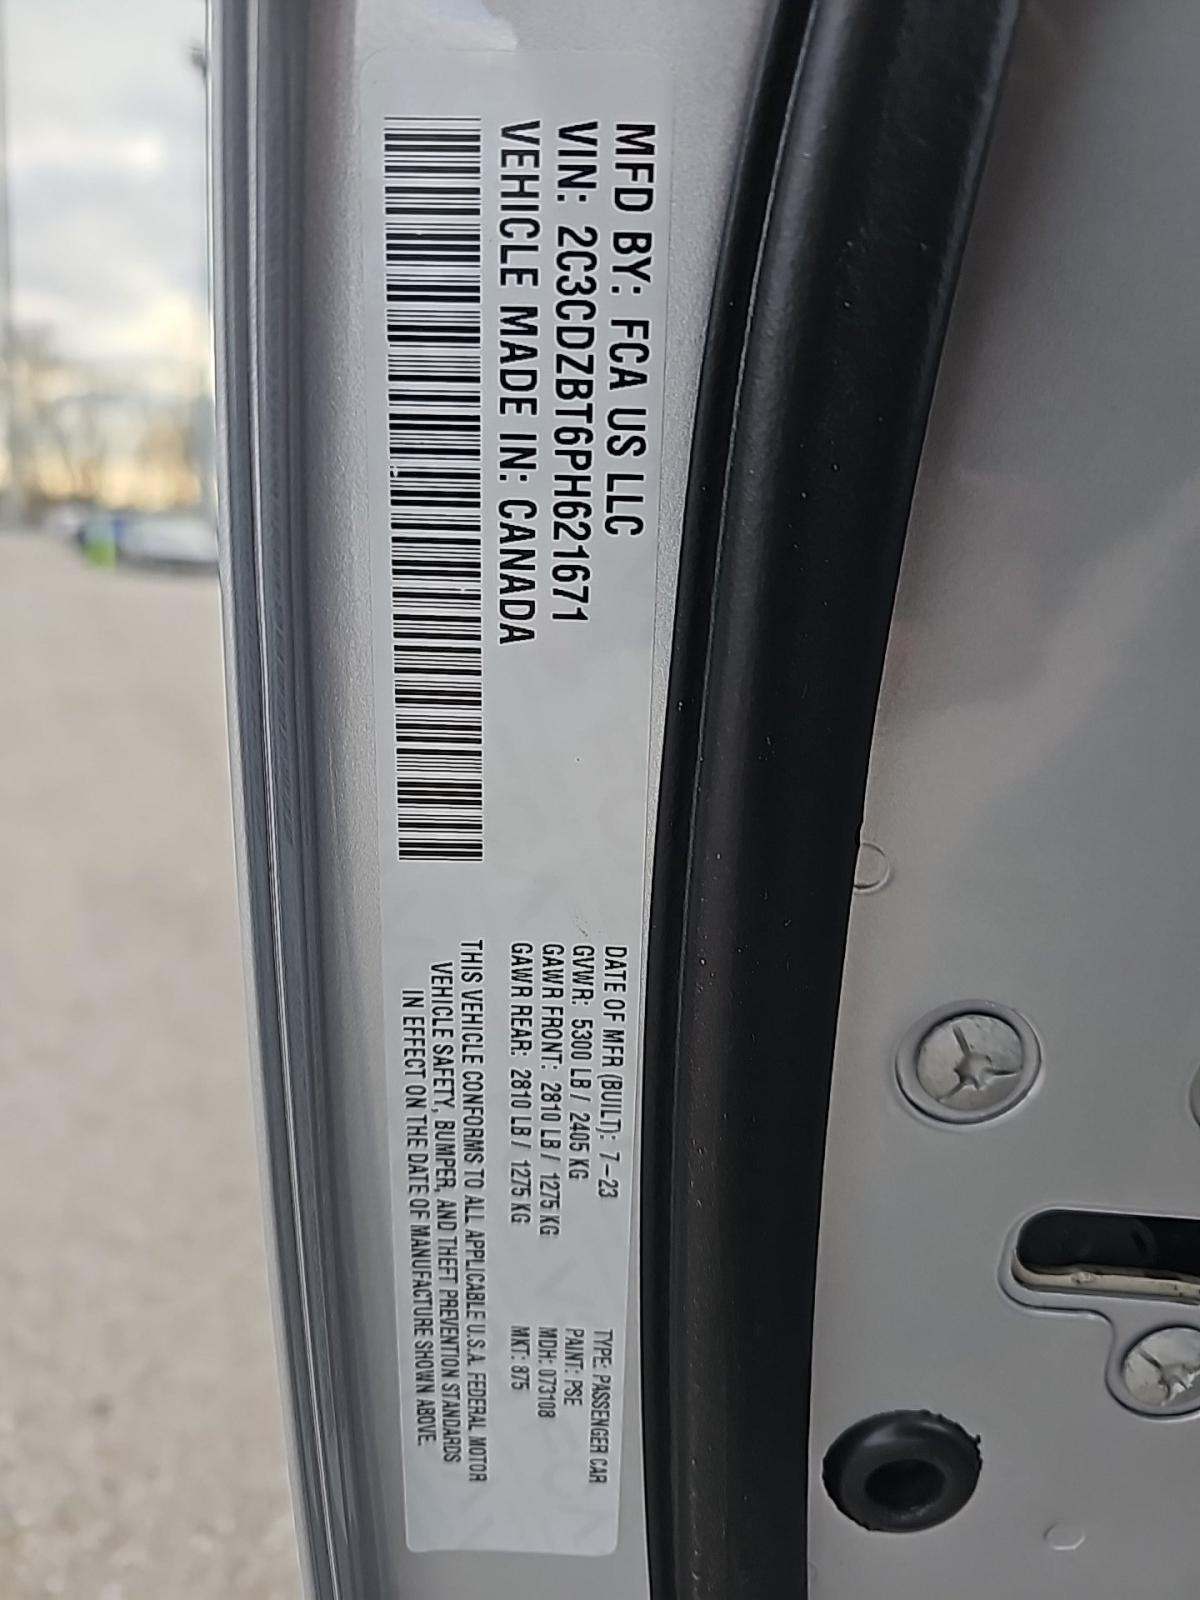 MFD BY: FCA US LLC
VIN: 2C3CDZBT6PH621671
VEHICLE MADE IN: CANADA
DATE OF MFR (BUILT): 7-23
GVWR: 5300 LB / 2405 KG
GAWR FRONT: 2810 LB / 1275 KG
GAWR REAR: 2810 LB / 1275 KG
TYPE: PASSENGER CAR
PAINT: PSE
MDH: 073108
MKT: 875
THIS VEHICLE CONFORMS TO ALL APPLICABLE U.S.A. FEDERAL MOTOR
VEHICLE SAFETY, BUMPER, AND THEFT PREVENTION STANDARDS
IN EFFECT ON THE DATE OF MANUFACTURE SHOWN ABOVE.